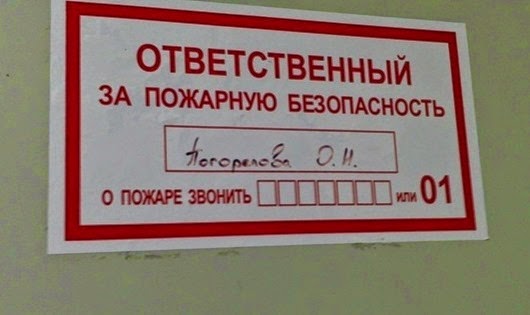 ОТВЕТСТВЕННЫЙ
ЗА ПОЖАРНУЮ БЕЗОПАСНОСТЬ
Погорелова О.Н.
О ПОЖАРЕ ЗВОНИТЬ или 01